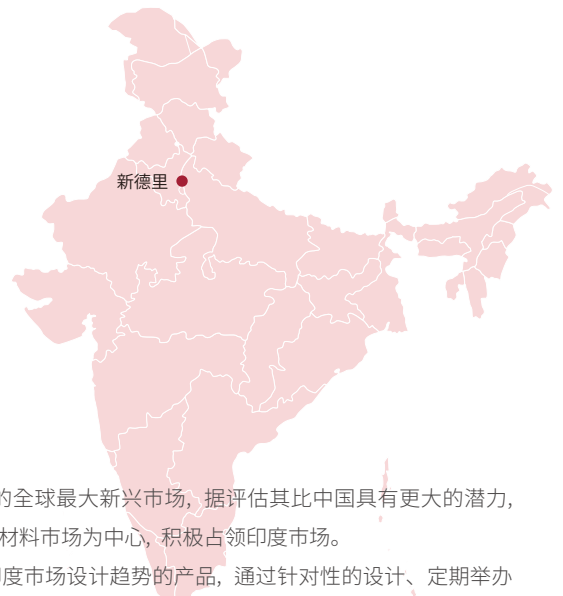 新德里
的全球最大新兴市场, 据评估其比中国具有更大的潜力,
材料市场为中心, 积极占领印度市场。
度市场设计趋势的产品, 通过针对性的设计、定期举办